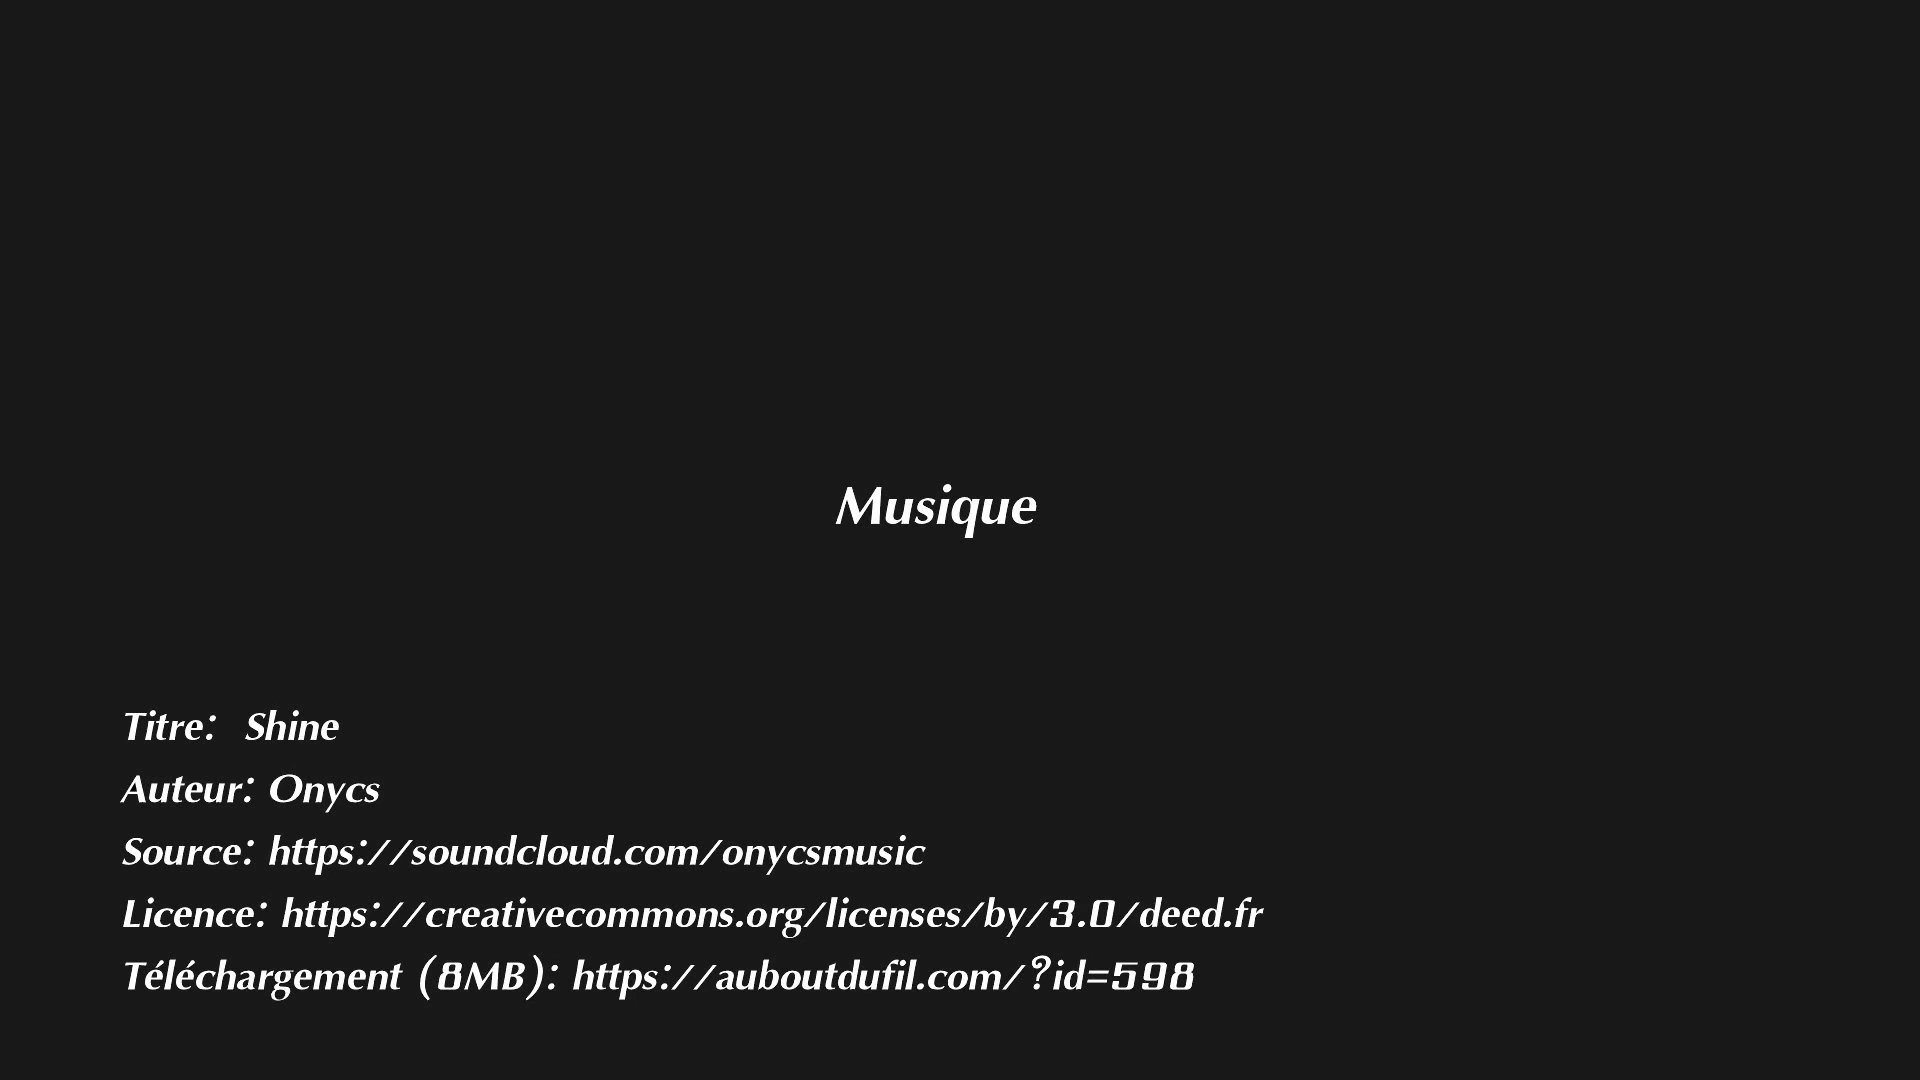 Musique
Titre: Shine
Auteur: Onycs
Source: https://soundcloud.com/onycsmusic
Licence: https://creativecommons.org/licenses/by/3.0/deed.fr
Téléchargement (8MB): https://auboutdufil.com/?id=598